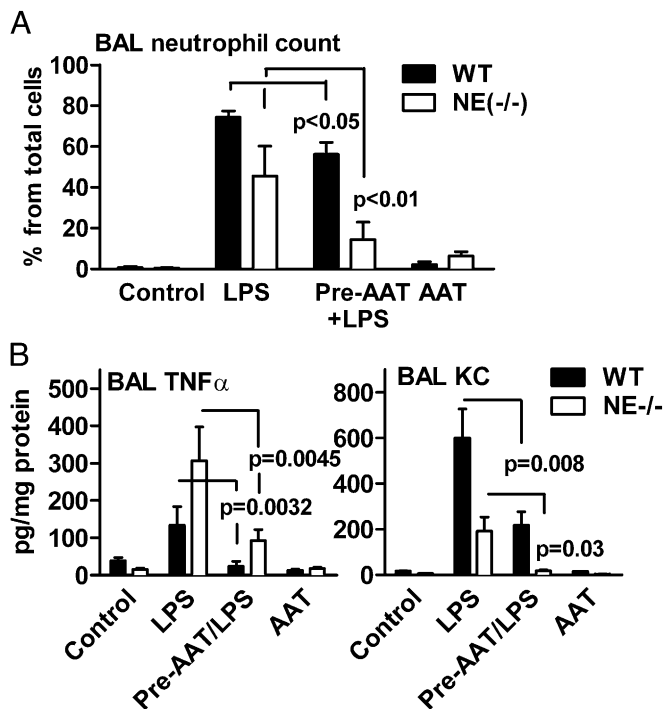 A
BAL neutrophil count
WT
NE(-/-)
% from total cells
100
80
60
40
20
0
p<0.05
p<0.01
Control LPS Pre-AAT AAT
+LPS
B
BAL TNFα
pg/mg protein
500
400
300
200
100
0
p=0.0045
p=0.0032
Control
LPS
Pre-AAT/LPS
AAT
BAL KC
WT
NE-/-
800
600
400
200
0
p=0.008
p=0.03
Control
LPS
Pre-AAT/LPS
AAT